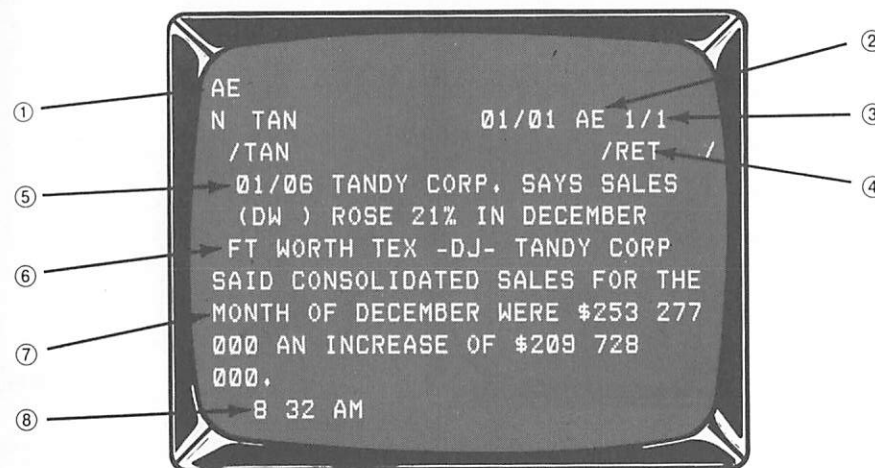 ②
AE
①
N TAN 01/01 AE 1/1
③
/TAN /RET /
④
01/06 TANDY CORP. SAYS SALES
⑤
(DW ) ROSE 21% IN DECEMBER
FT WORTH TEX -DJ- TANDY CORP
⑥
SAID CONSOLIDATED SALES FOR THE
MONTH OF DECEMBER WERE $253 277
⑦
000 AN INCREASE OF $209 728
000.
8 32 AM
⑧